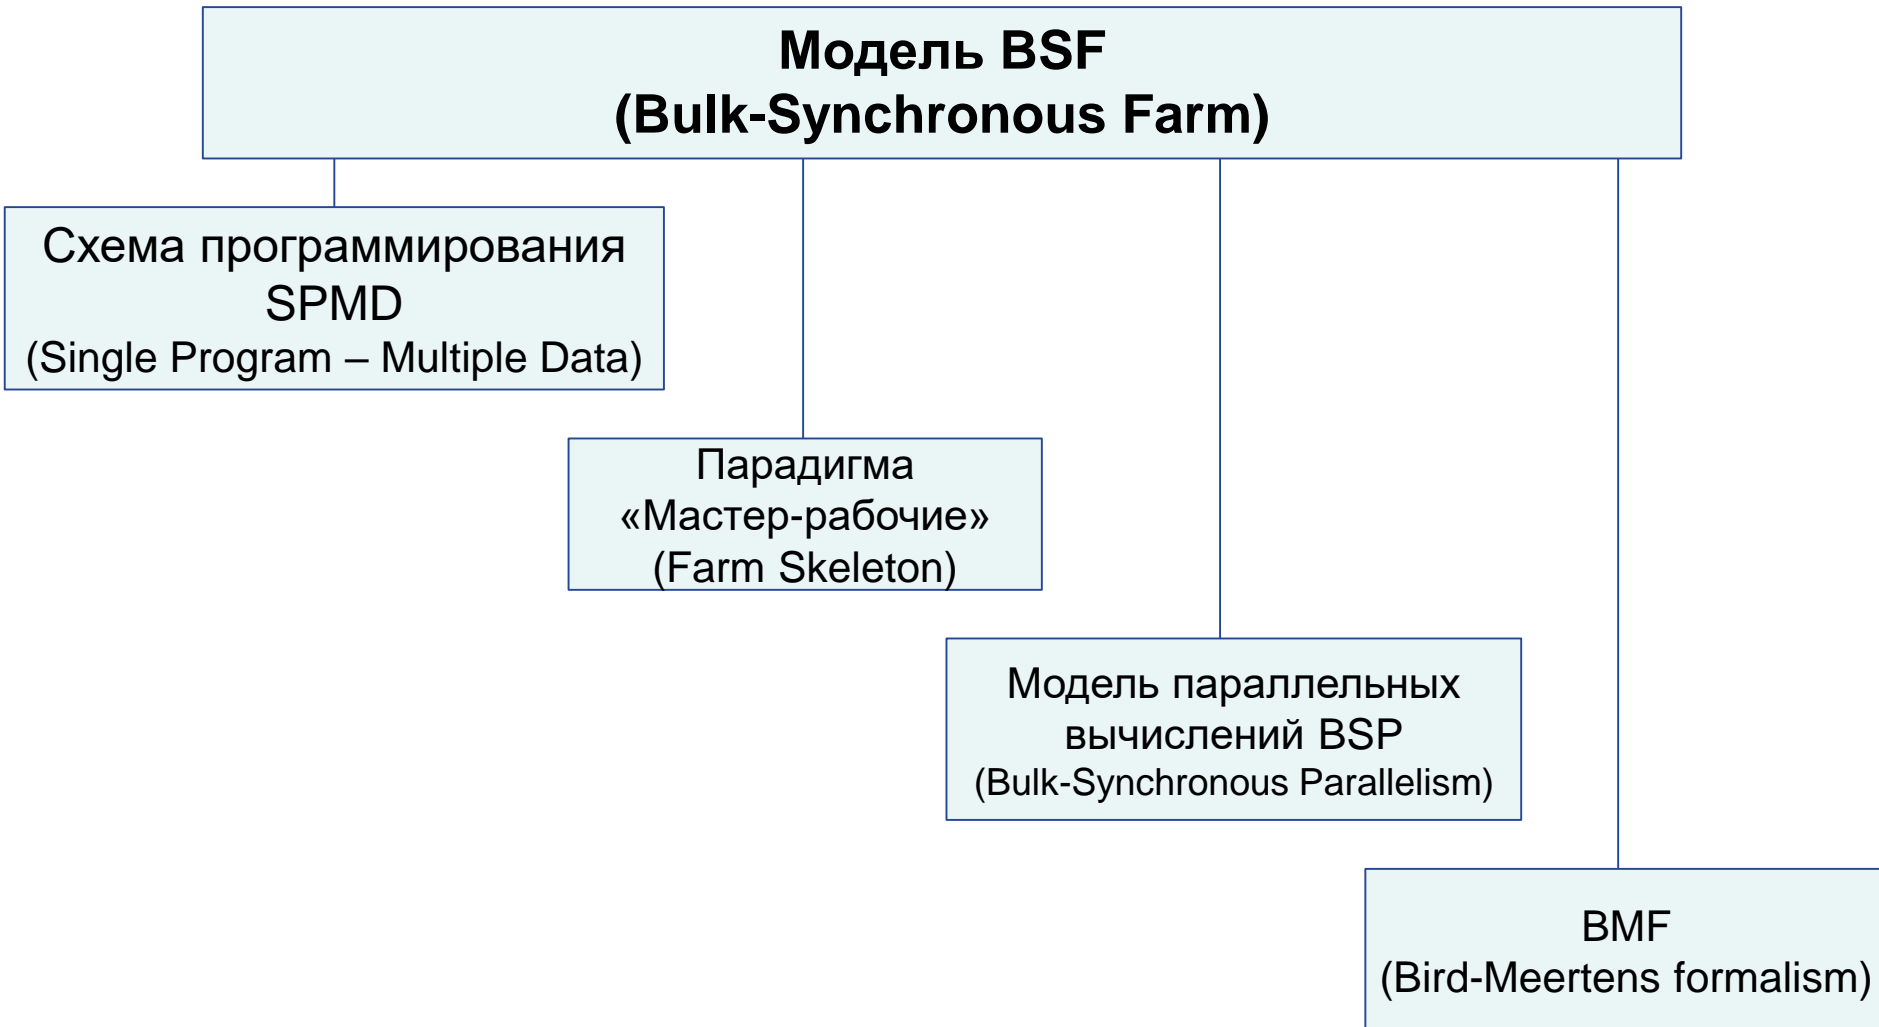 Модель BSF
(Bulk-Synchronous Farm)
Схема программирования
SPMD
(Single Program – Multiple Data)
Парадигма
«Мастер-рабочие»
(Farm Skeleton)
Модель параллельных
вычислений BSP
(Bulk-Synchronous Parallelism)
BMF
(Bird-Meertens formalism)